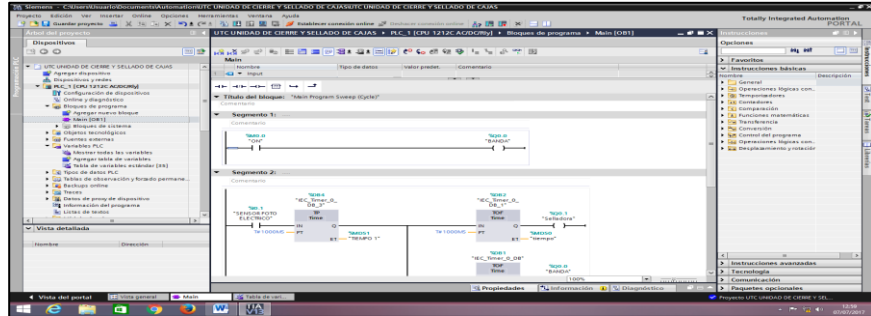 Siemens - C:\Users\Usuario\Documents\Automation\UTC UNIDAD DE CIERRE Y SELLADO DE CAJAS\UTC UNIDAD DE CIERRE Y SELLADO DE CAJAS
Proyecto Edición Ver Insertar Online Opciones Herramientas Ventana Ayuda
Guardar proyecto
Establecer conexión online
Deshacer conexión online
Totally Integrated Automation
PORTAL
Árbol del proyecto
UTC UNIDAD DE CIERRE Y SELLADO DE CAJAS ▸ PLC_1 [CPU 1212C AC/DC/Rly] ▸ Bloques de programa ▸ Main [OB1]
Instrucciones
Dispositivos
Opciones
UTC UNIDAD DE CIERRE Y SELLADO DE CAJAS
Agregar dispositivo
Dispositivos y redes
PLC_1 [CPU 1212C AC/DC/Rly]
Configuración de dispositivos
Online y diagnóstico
Bloques de programa
Agregar nuevo bloque
Main [OB1]
Bloques de sistema
Objetos tecnológicos
Fuentes externas
Variables PLC
Mostrar todas las variables
Agregar tabla de variables
Tabla de variables estándar
Tipos de datos PLC
Tablas de observación y forzado permane...
Backups online
Traces
Datos de proxy de dispositivo
Información del programa
Listas de textos
Vista detallada
Nombre
Dirección
Main
Nombre Tipo de datos Valor predet. Comentario
Input
Título del bloque: "Main Program Sweep (Cycle)"
Comentario
Segmento 1:
Comentario
%M0.0
"ON"
%Q0.0
"BANDA"
Segmento 2:
Comentario
%I0.1
"SENSOR FOTO ELECTRICO"
%DB4
"IEC_Timer_0_DB_3"
TP
Time
IN Q
PT ET
%MD51
"TIEMPO 1"
%DB2
"IEC_Timer_0_DB_1"
TOF
Time
IN Q
PT ET
%Q0.1
"Selladora"
%MD50
"tiempo"
%DB1
"IEC_Timer_0_DB"
TOF
Time
%Q0.0
"BANDA"
100%
Favoritos
Instrucciones básicas
Nombre Descripción
General
Operaciones lógicas con...
Temporizadores
Contadores
Comparación
Funciones matemáticas
Transferencia
Conversión
Control del programa
Operaciones lógicas con...
Desplazamiento y rotación
Instrucciones avanzadas
Tecnología
Comunicación
Paquetes opcionales
Propiedades Información Diagnóstico
Vista del portal Vista general Main Tabla de vari...
Proyecto UTC UNIDAD DE CIERRE Y SEL...
12:50
07/07/2017